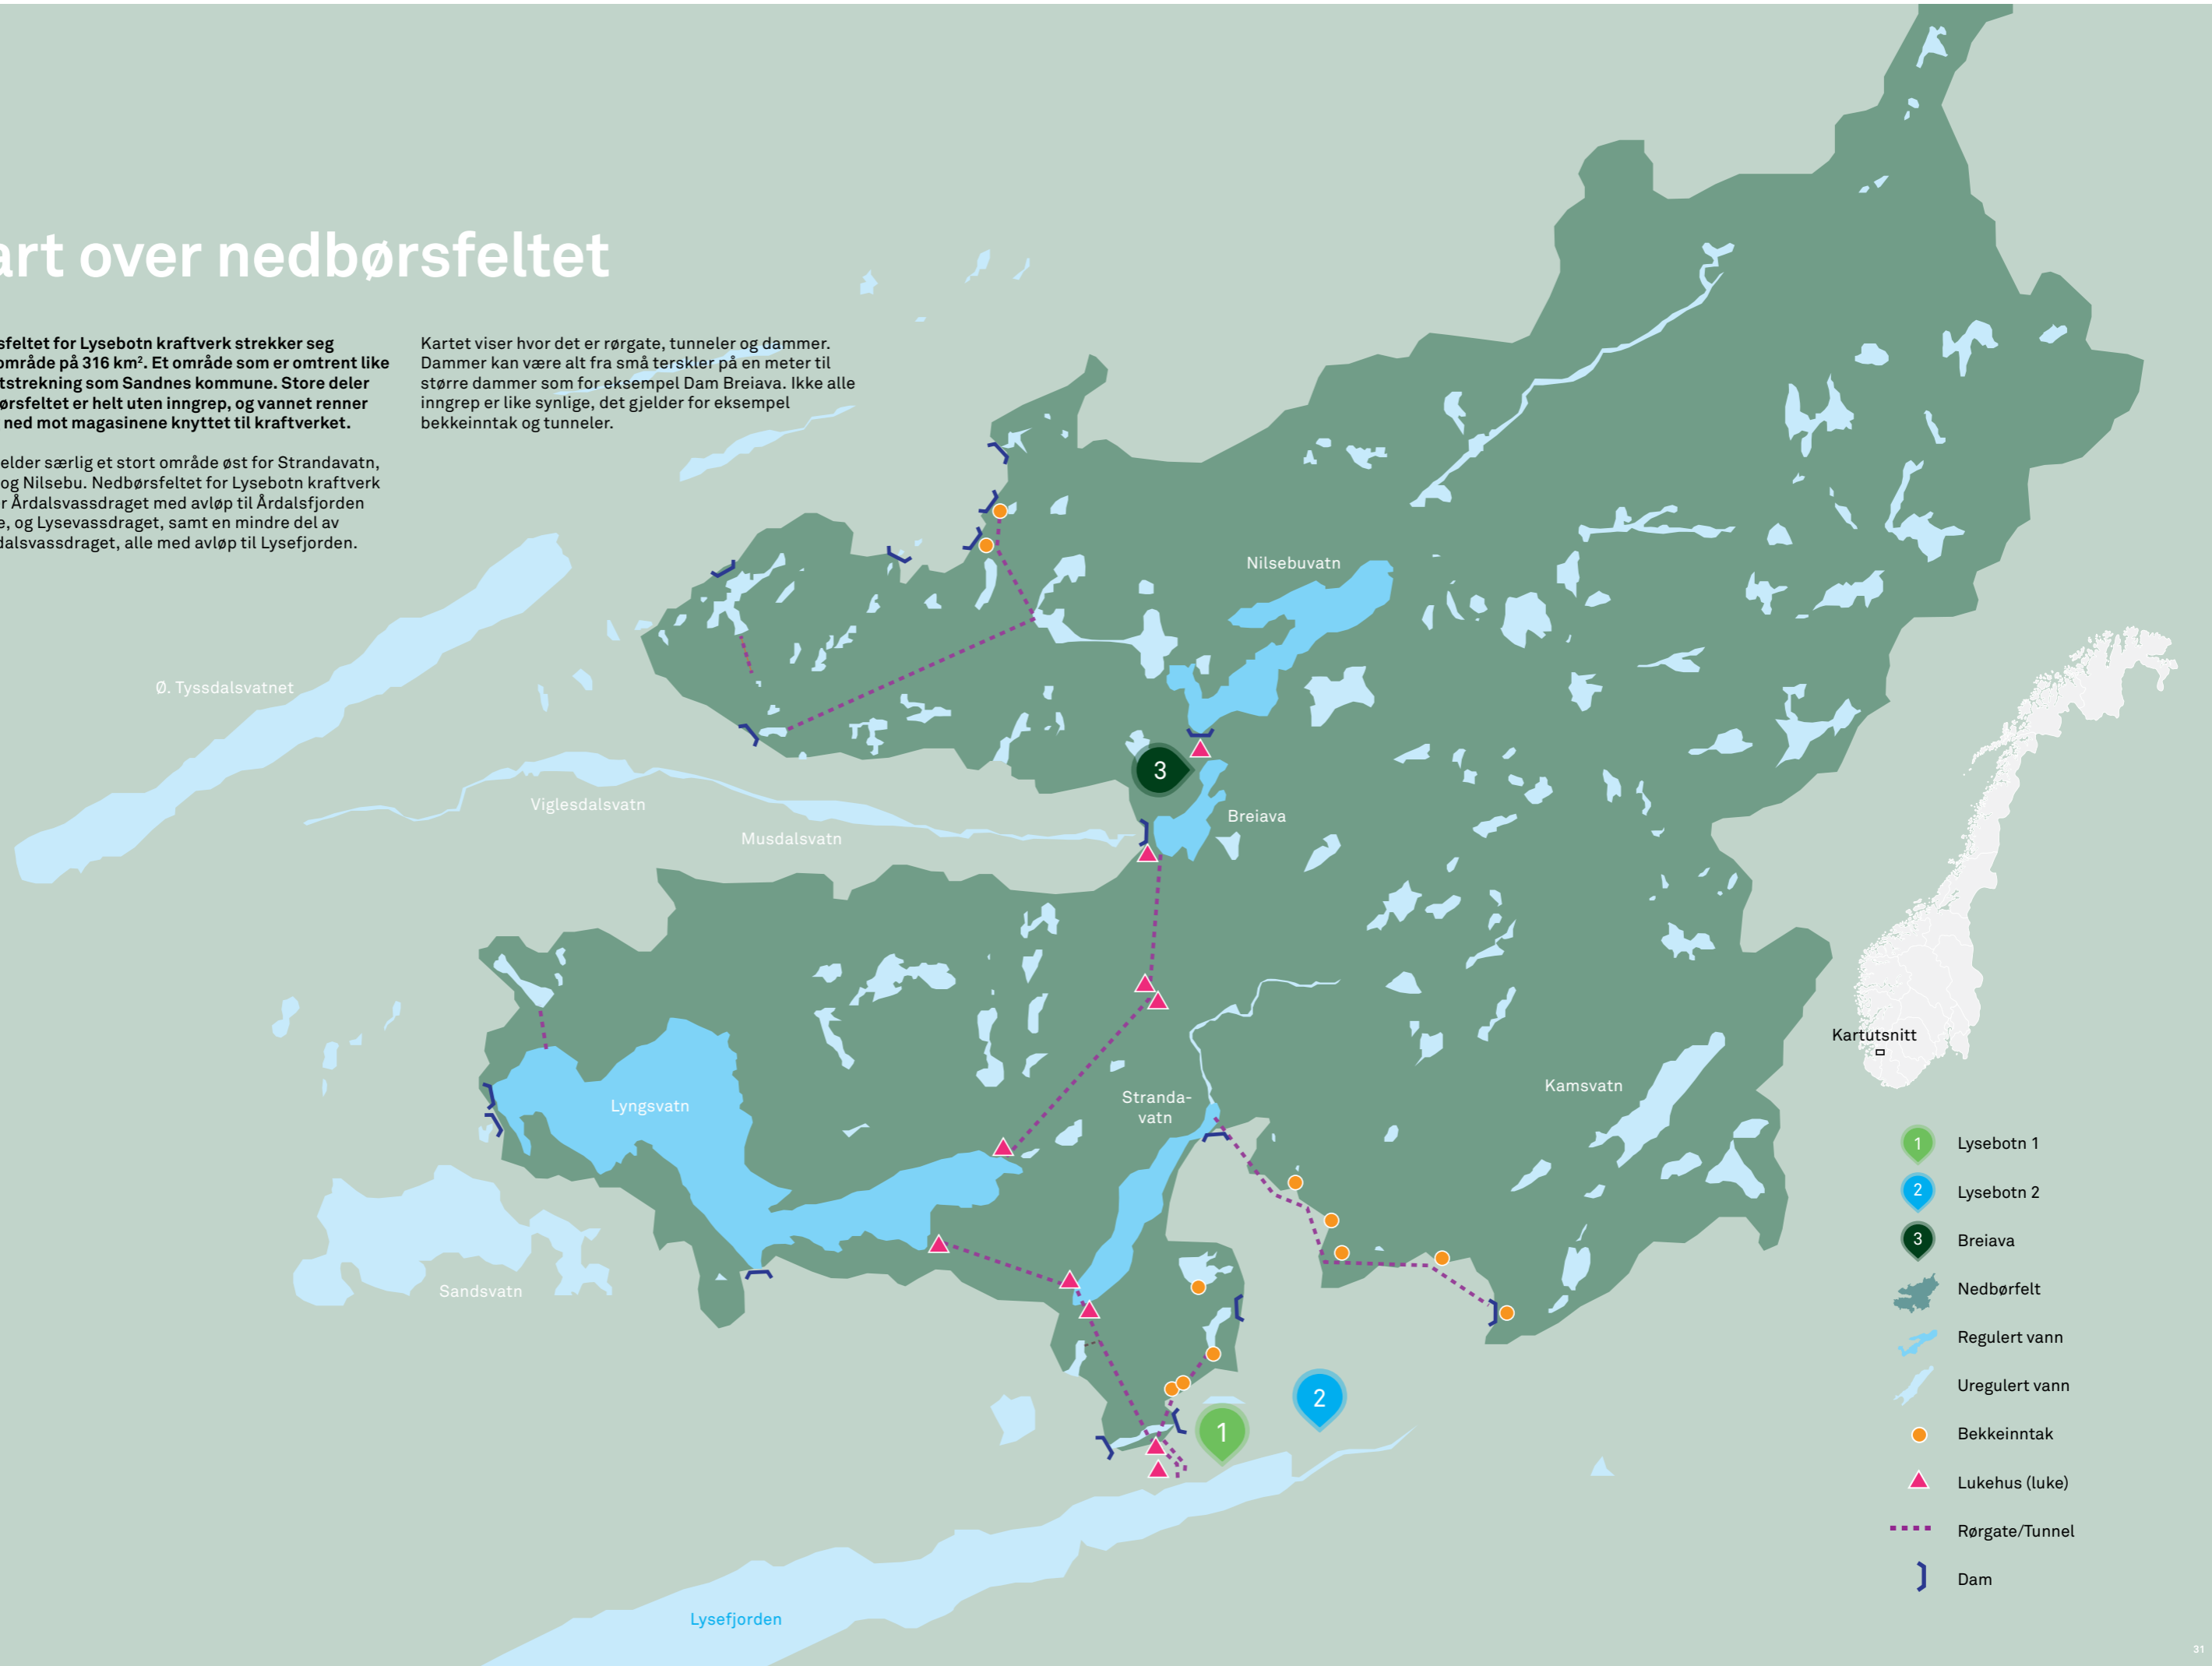 art over nedbørsfeltet
sfeltet for Lysebotn kraftverk strekker seg
område på 316 km². Et område som er omtrent like
tstrekning som Sandnes kommune. Store deler
ørsfeltet er helt uten inngrep, og vannet renner
ned mot magasinene knyttet til kraftverket.
elder særlig et stort område øst for Strandavatn,
og Nilsebu. Nedbørsfeltet for Lysebotn kraftverk
r Årdalsvassdraget med avløp til Årdalsfjorden
e, og Lysevassdraget, samt en mindre del av
dalsvassdraget, alle med avløp til Lysefjorden.
Kartet viser hvor det er rørgate, tunneler og dammer.
Dammer kan være alt fra små terskler på en meter til
større dammer som for eksempel Dam Breiava. Ikke alle
inngrep er like synlige, det gjelder for eksempel
bekkeinntak og tunneler.
Nilsebuvatn
Ø. Tyssdalsvatnet
3
Viglesdalsvatn
Breiava
Musdalsvatn
Kartutsnitt
Kamsvatn
Stranda-
vatn
Lyngsvatn
Sandsvatn
2
1
Lysefjorden
1 Lysebotn 1
2 Lysebotn 2
3 Breiava
Nedbørfelt
Regulert vann
Uregulert vann
Bekkeinntak
Lukehus (luke)
Rørgate/Tunnel
Dam
31